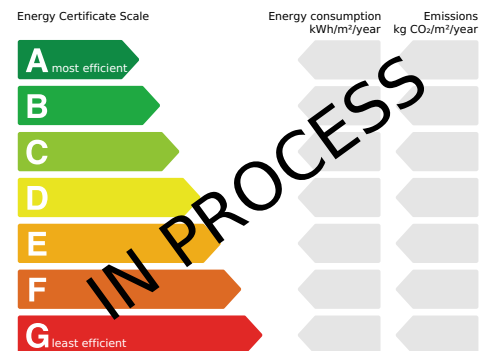 Energy Certificate Scale
Energy consumption
kWh/m²/year
Emissions
kg CO₂/m²/year
A most efficient
B
C
D
E
F
G least efficient
IN PROCESS